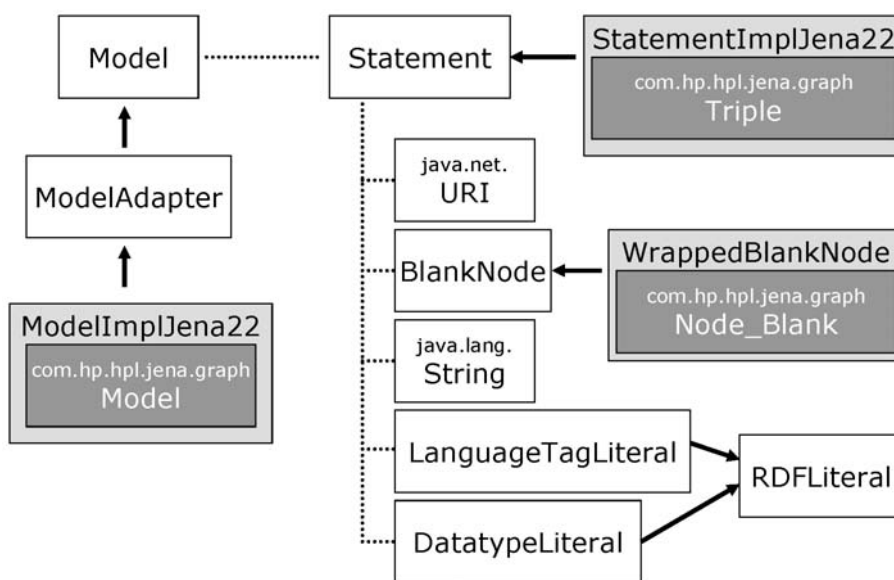 Model
Statement
StatementImplJena22
com.hp.hpl.jena.graph
Triple
java.net.
URI
ModelAdapter
BlankNode
WrappedBlankNode
com.hp.hpl.jena.graph
Node_Blank
ModelImplJena22
com.hp.hpl.jena.graph
Model
java.lang.
String
LanguageTagLiteral
RDFLiteral
DatatypeLiteral